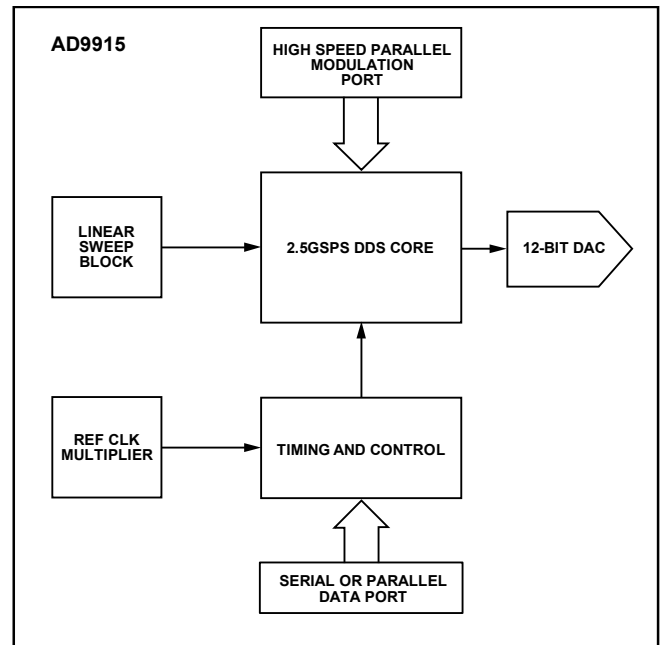 AD9915
HIGH SPEED PARALLEL
MODULATION
PORT
LINEAR
SWEEP
BLOCK
2.5GSPS DDS CORE
12-BIT DAC
REF CLK
MULTIPLIER
TIMING AND CONTROL
SERIAL OR PARALLEL
DATA PORT